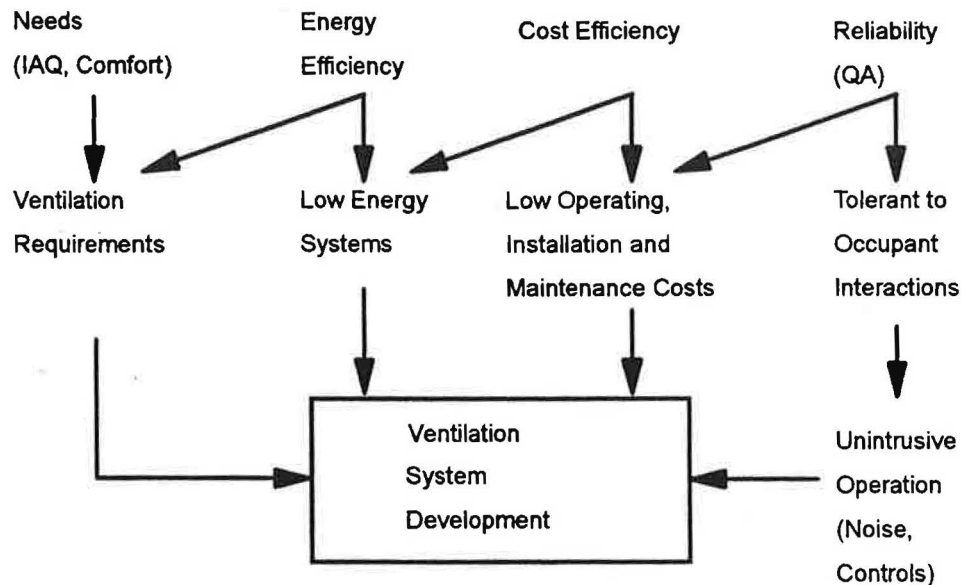 Needs
(IAQ, Comfort)
Energy
Efficiency
Cost Efficiency
Reliability
(QA)
Ventilation
Requirements
Low Energy
Systems
Low Operating,
Installation and
Maintenance Costs
Tolerant to
Occupant
Interactions
Ventilation
System
Development
Unintrusive
Operation
(Noise,
Controls)